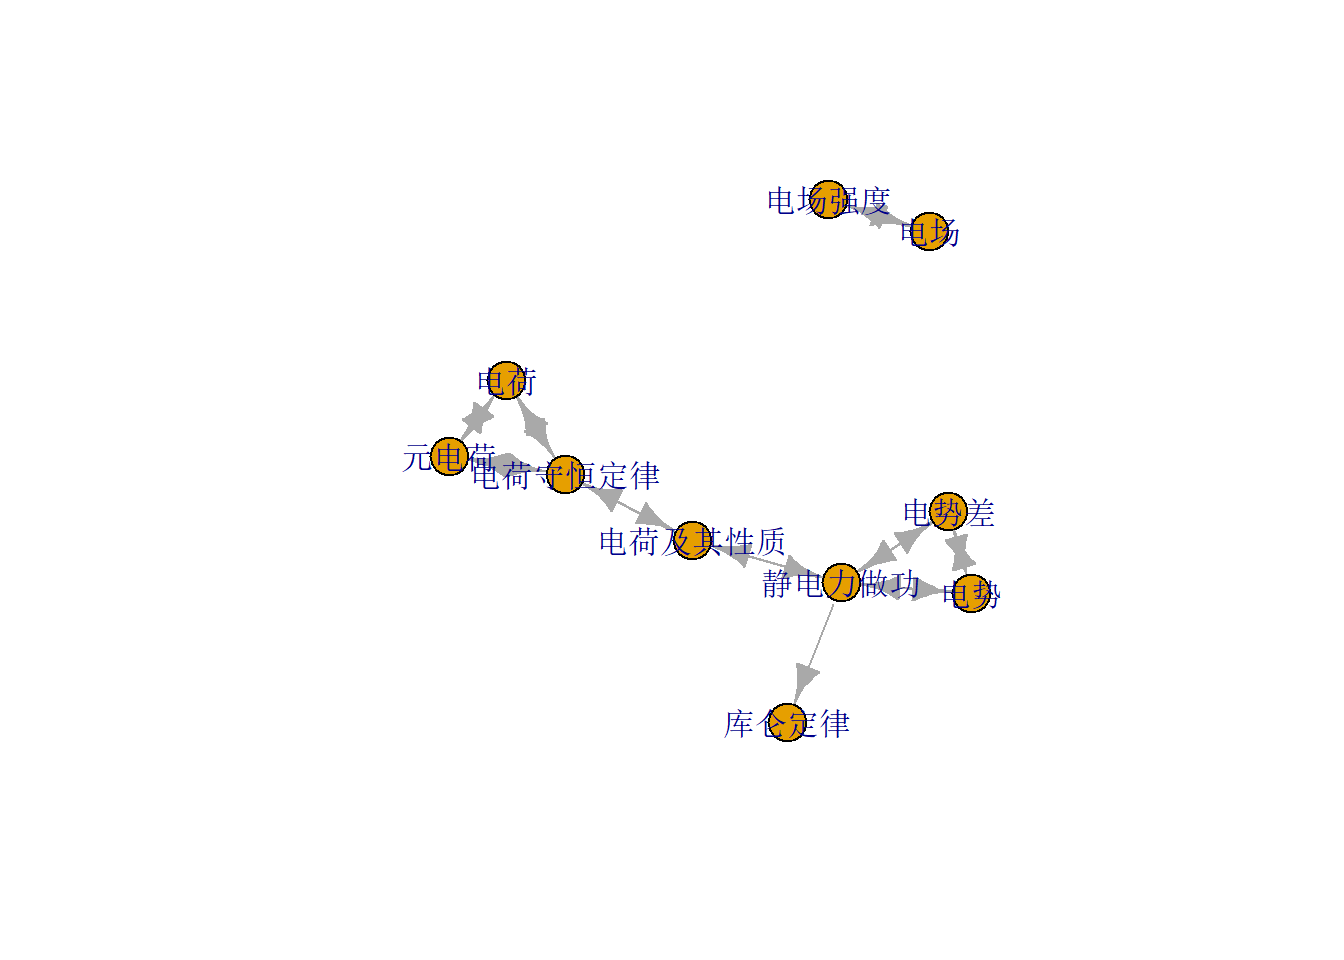 电场强度
电场
电荷
元电荷
电荷守恒定律
电势差
电荷及其性质
静电力做功
电势
库仑定律